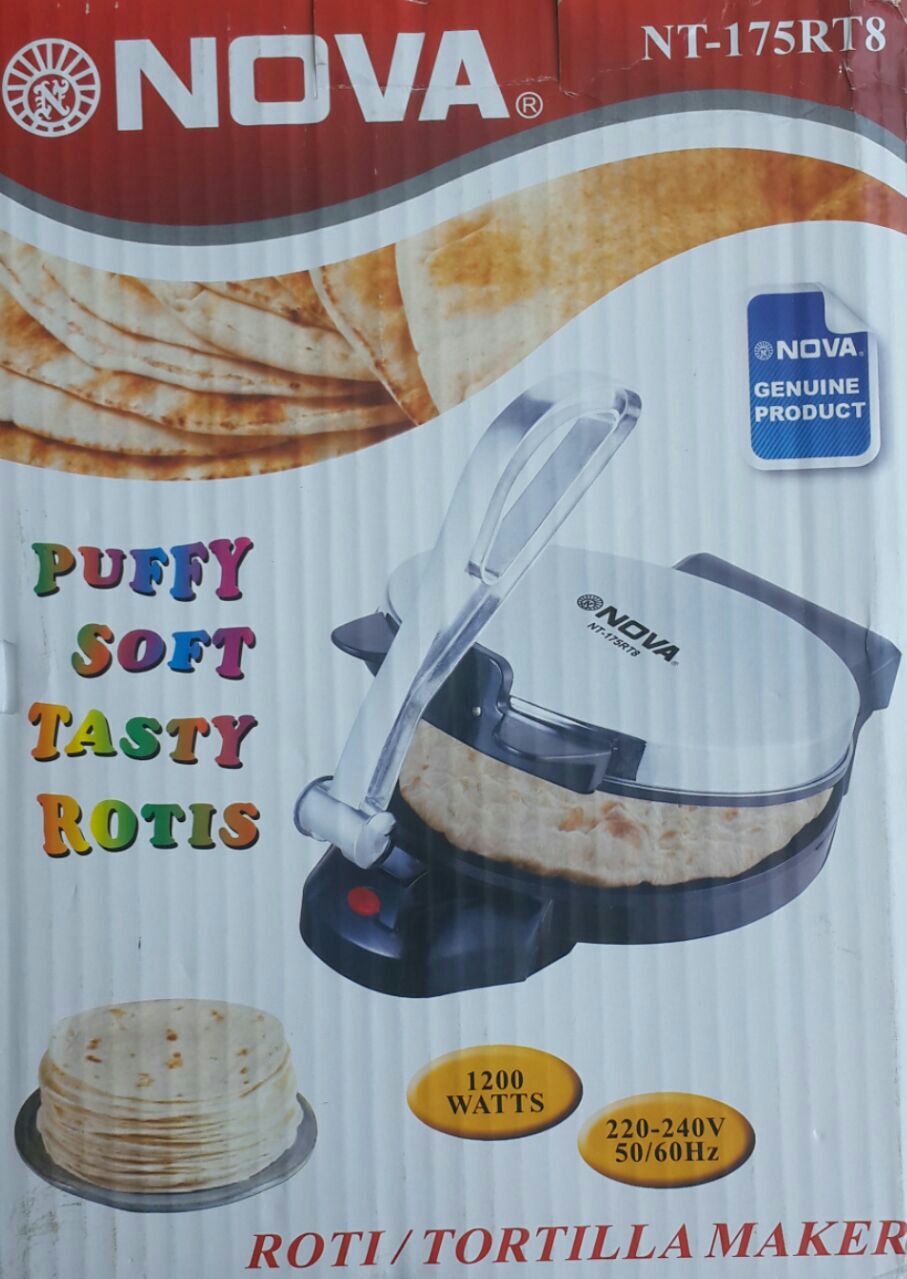 NOVA®
NT-175RT8
NOVA®
GENUINE
PRODUCT
PUFFY
SOFT
TASTY
ROTIS
NOVA®
NT-175RT8
1200
WATTS
220-240V
50/60Hz
ROTI / TORTILLA MAKER